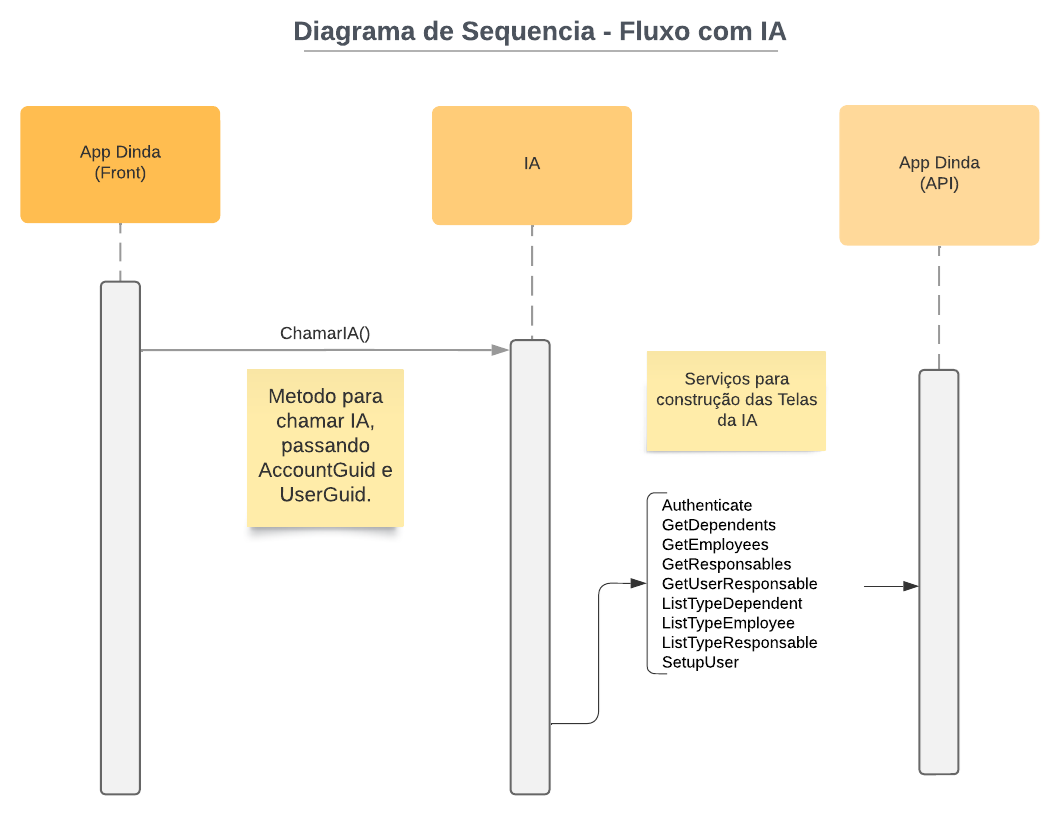 Diagrama de Sequencia - Fluxo com IA
App Dinda
(Front)
IA
App Dinda
(API)
ChamarIA()
Metodo para
chamar IA,
passando
AccountGuid e
UserGuid.
Serviços para
construção das Telas
da IA
Authenticate
GetDependents
GetEmployees
GetResponsables
GetUserResponsable
ListTypeDependent
ListTypeEmployee
ListTypeResponsable
SetupUser